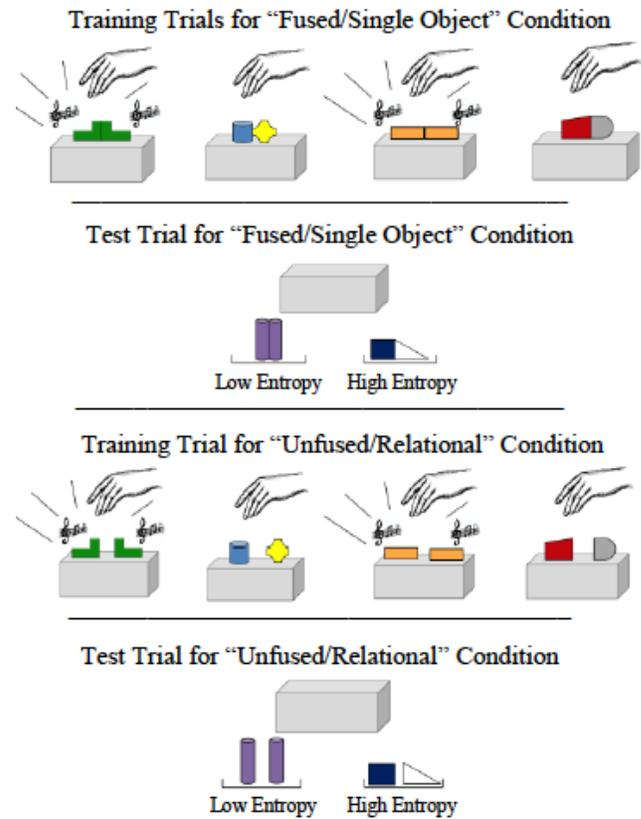 Training Trials for “Fused/Single Object” Condition
Test Trial for “Fused/Single Object” Condition
Low Entropy High Entropy
Training Trial for “Unfused/Relational” Condition
Test Trial for “Unfused/Relational” Condition
Low Entropy High Entropy